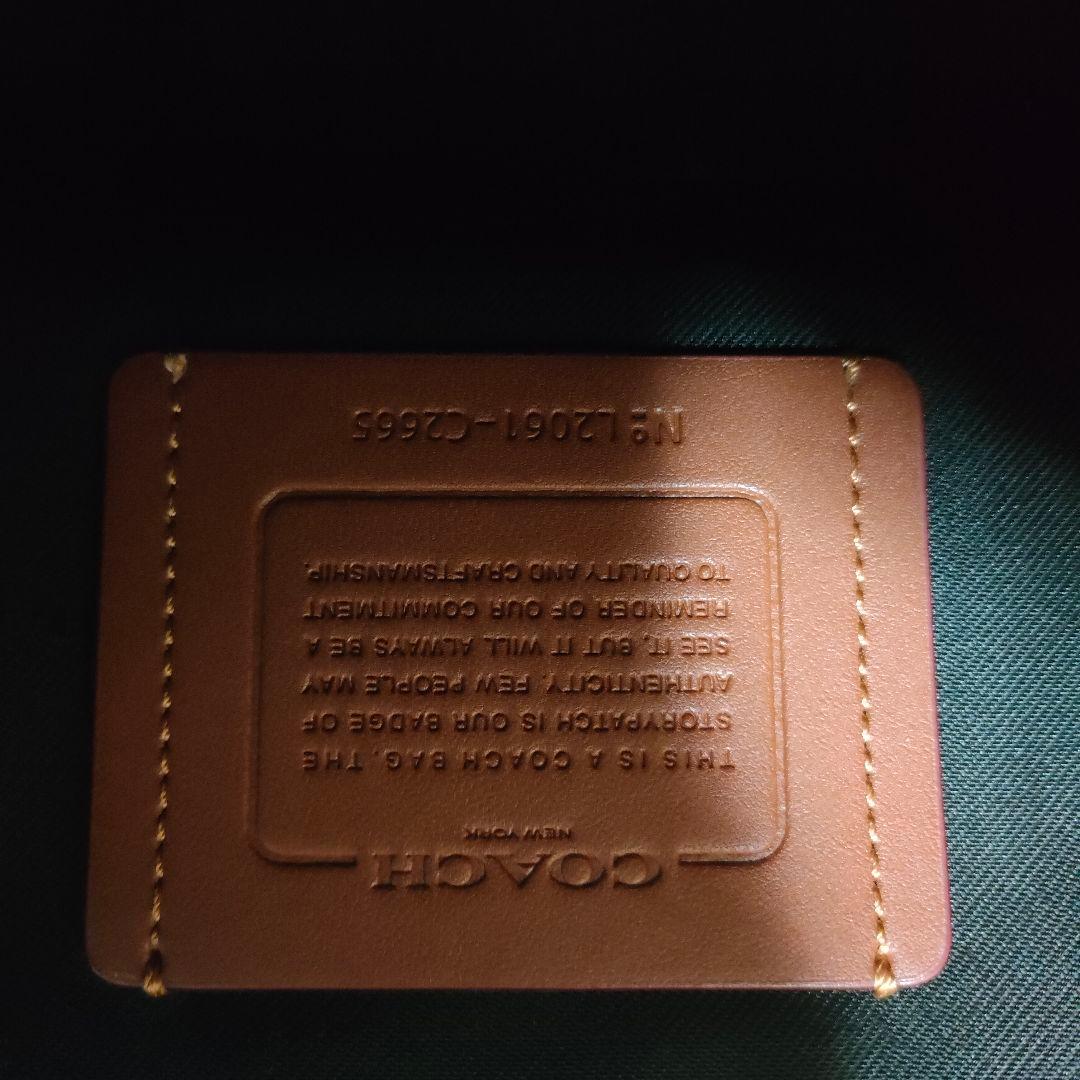 COACH
NEW YORK
THIS IS A COACH BAG. THE
STORYPATCH IS OUR BADGE OF
AUTHENTICITY. FEW PEOPLE MAY
SEE IT, BUT IT WILL ALWAYS BE A
REMINDER OF OUR COMMITMENT
TO QUALITY AND CRAFTSMANSHIP.
Nº L2061-C2665